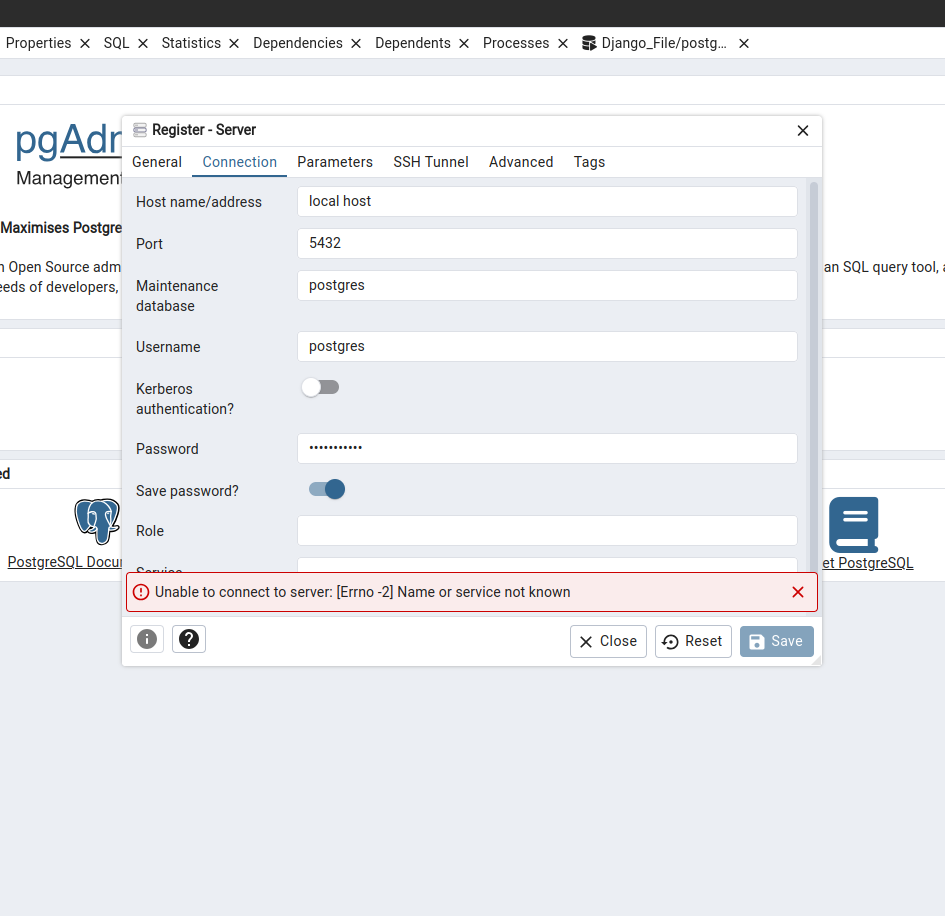 Properties SQL Statistics Dependencies Dependents Processes Django_File/postg...
pgAdr
Management
Maximises Postgre
n Open Source adm
an SQL query tool, a
eeds of developers,
Register - Server
General Connection Parameters SSH Tunnel Advanced Tags
Host name/address local host
Port 5432
Maintenance
database
postgres
Username postgres
Kerberos
authentication?
Password •••••••••••
Save password?
Role
Service
Unable to connect to server: [Errno -2] Name or service not known
Close Reset Save
ed
PostgreSQL Docu
et PostgreSQL